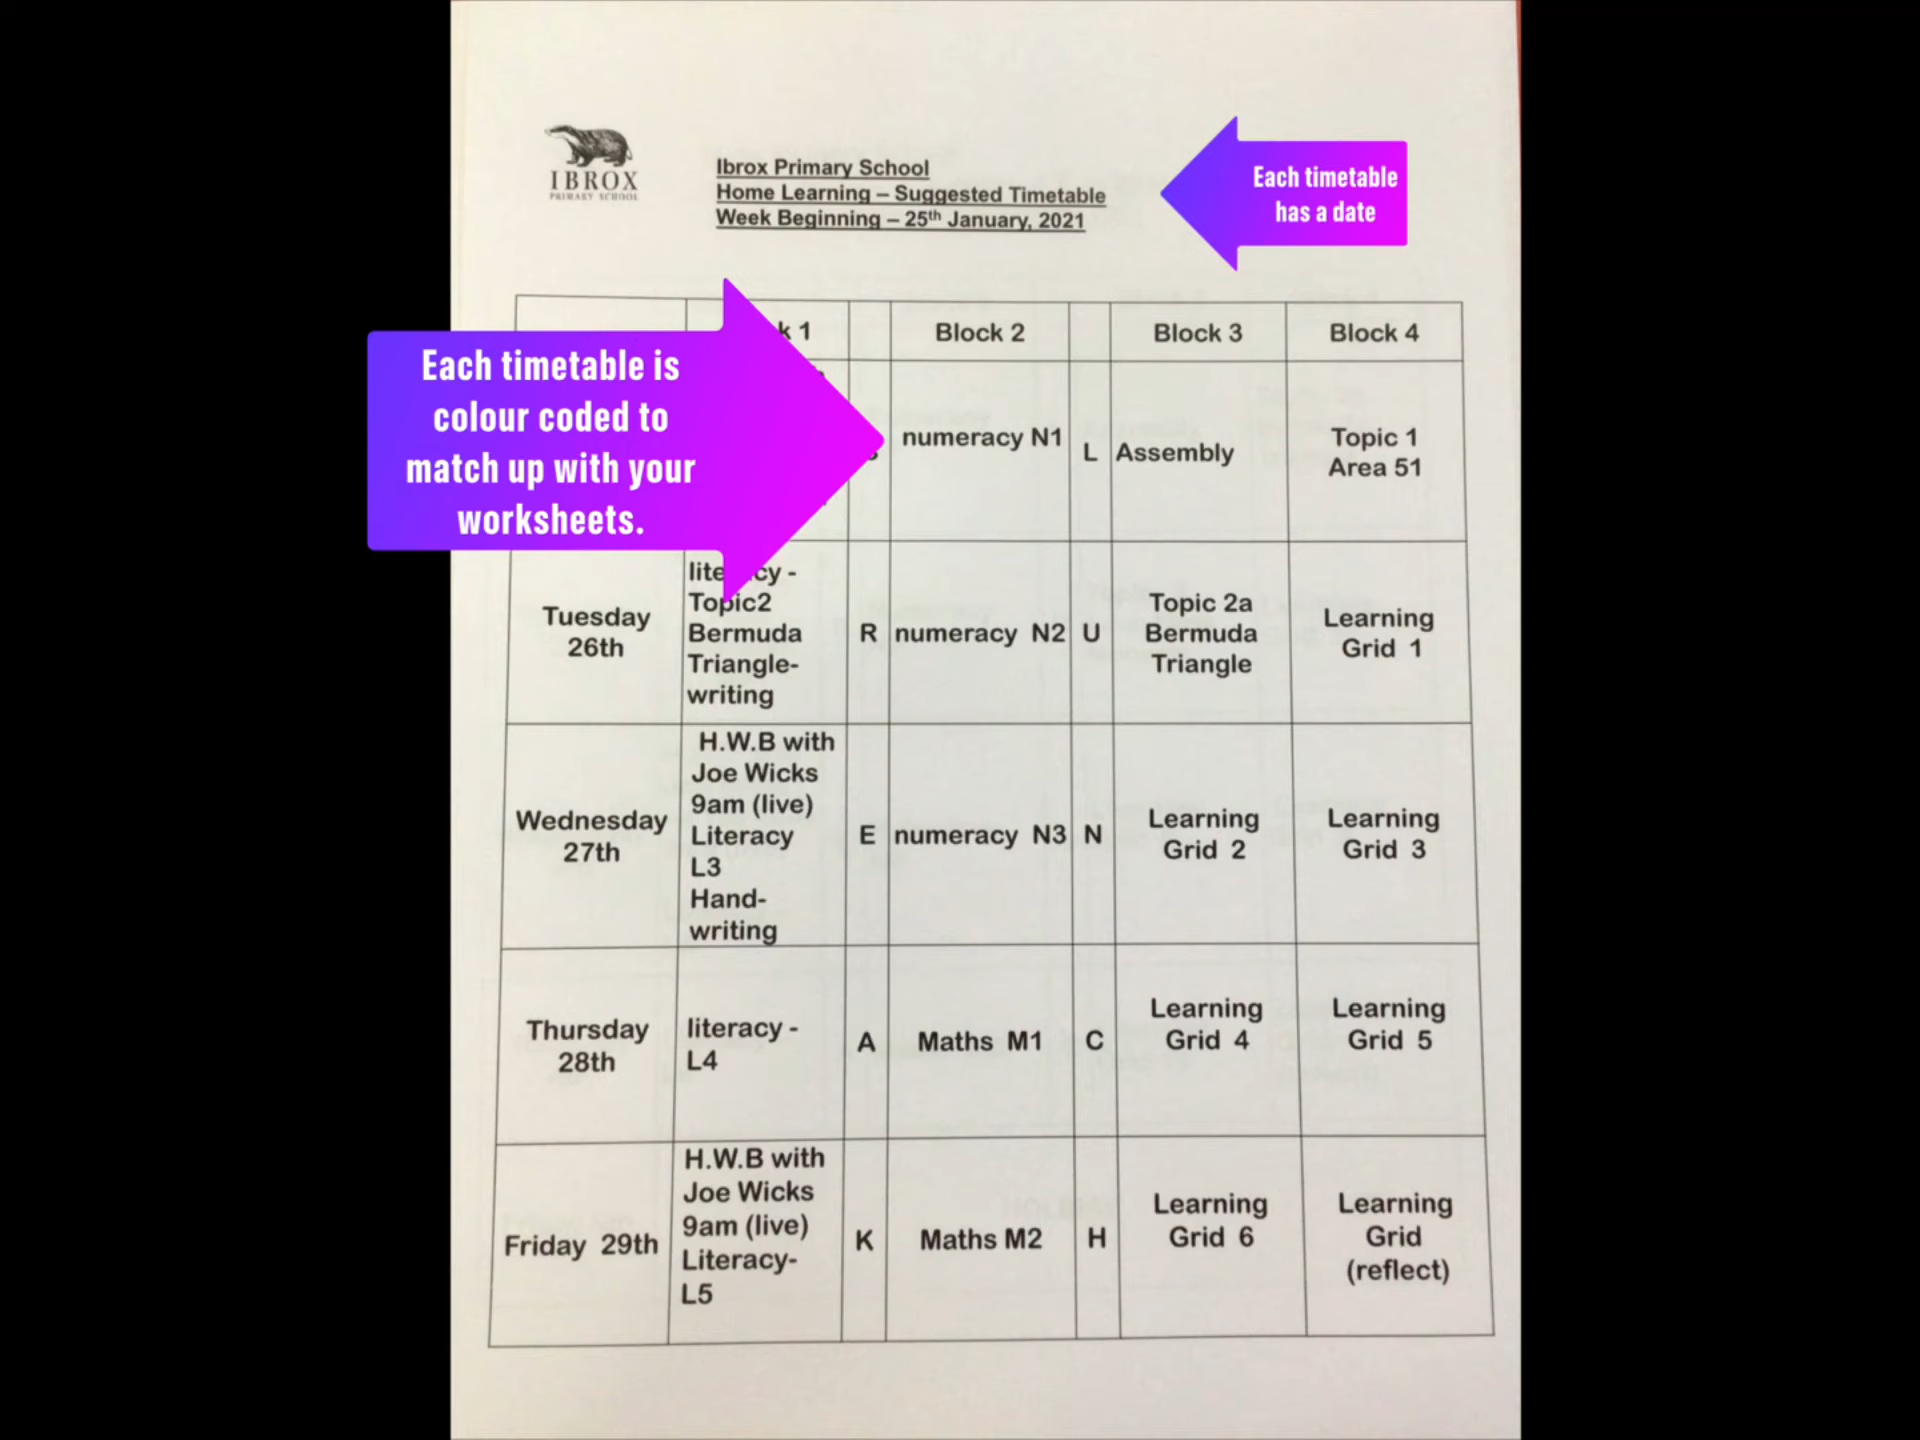 IBROX
PRIMARY SCHOOL
Ibrox Primary School
Home Learning – Suggested Timetable
Week Beginning – 25th January, 2021
Each timetable
has a date
Each timetable is
colour coded to
match up with your
worksheets.
k 1
Block 2
Block 3
Block 4
numeracy N1
L
Assembly
Topic 1
Area 51
Tuesday
26th
literacy -
Topic2
Bermuda
Triangle-
writing
R
numeracy N2
U
Topic 2a
Bermuda
Triangle
Learning
Grid 1
Wednesday
27th
H.W.B with
Joe Wicks
9am (live)
Literacy
L3
Hand-
writing
E
numeracy N3
N
Learning
Grid 2
Learning
Grid 3
Thursday
28th
literacy -
L4
A
Maths M1
C
Learning
Grid 4
Learning
Grid 5
Friday 29th
H.W.B with
Joe Wicks
9am (live)
Literacy-
L5
K
Maths M2
H
Learning
Grid 6
Learning
Grid
(reflect)